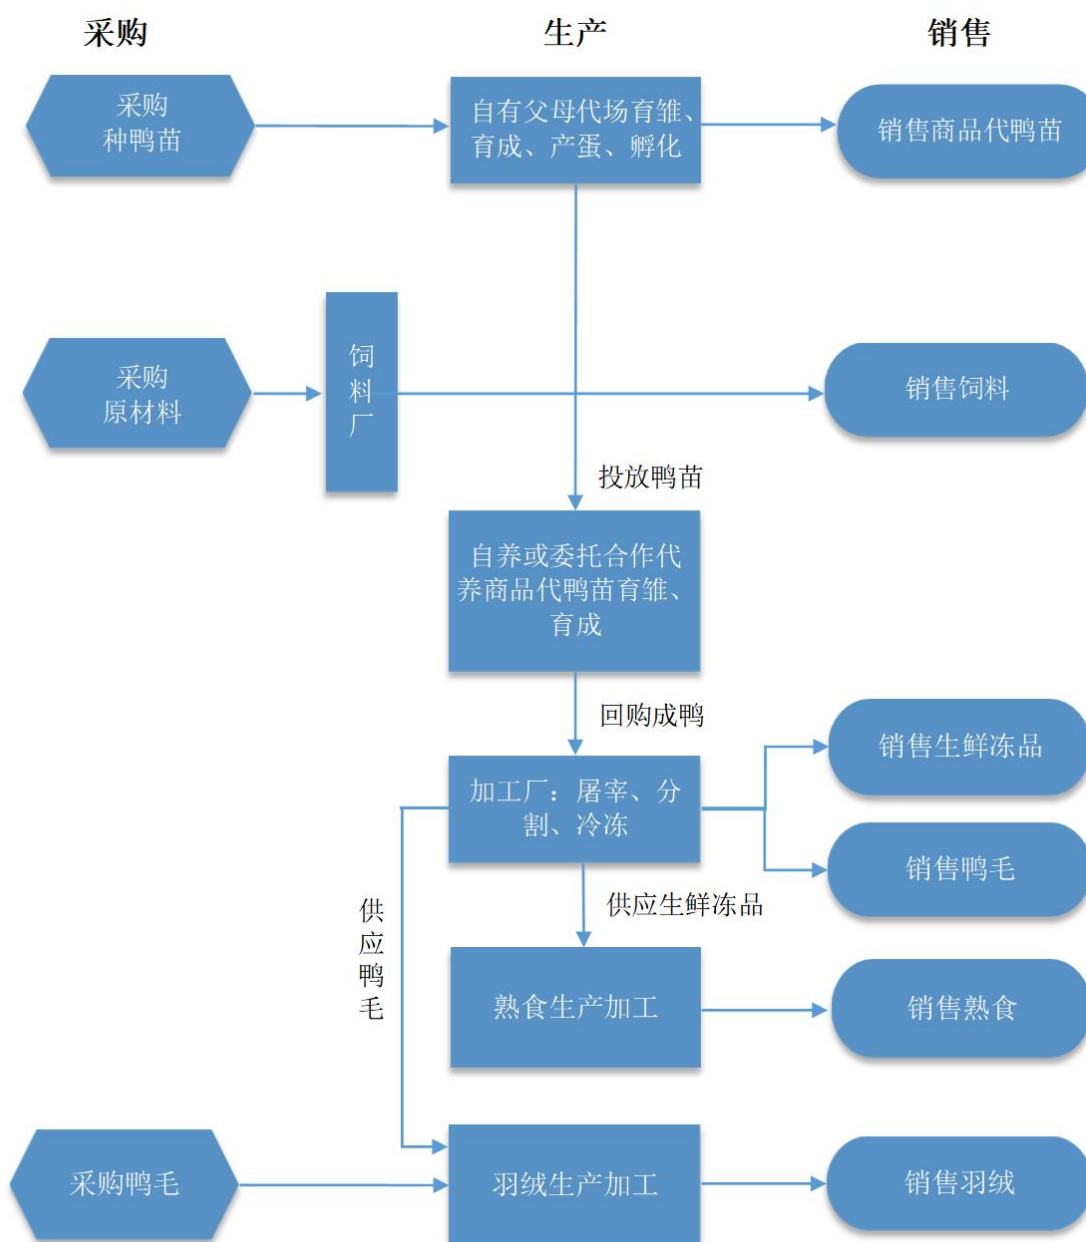 采购
生产
销售
采购
种鸭苗
自有父母代场育雏、
育成、产蛋、孵化
销售商品代鸭苗
采购
原材料
饲
料
厂
销售饲料
投放鸭苗
自养或委托合作代
养商品代鸭苗育雏、
育成
回购成鸭
加工厂：屠宰、分
割、冷冻
销售生鲜冻品
销售鸭毛
供
应
鸭
毛
供应生鲜冻品
熟食生产加工
销售熟食
采购鸭毛
羽绒生产加工
销售羽绒